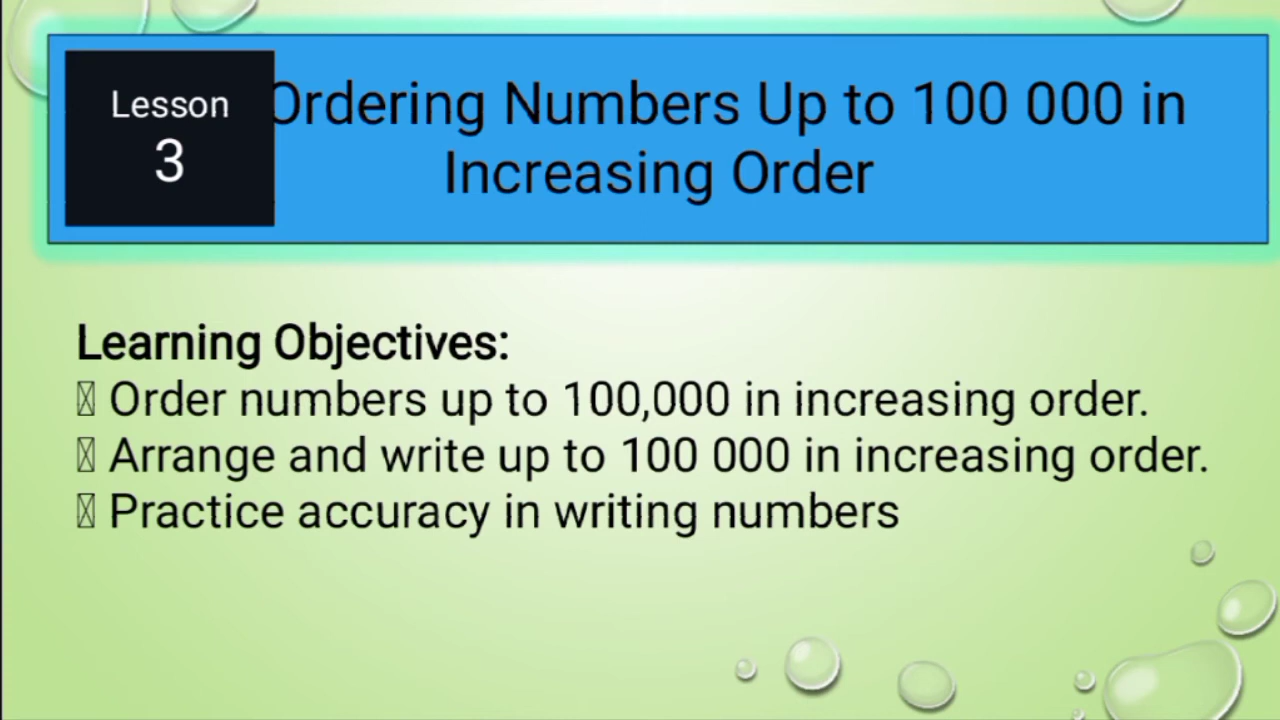 Lesson
3
Ordering Numbers Up to 100 000 in
Increasing Order
Learning Objectives:
Order numbers up to 100,000 in increasing order.
Arrange and write up to 100 000 in increasing order.
Practice accuracy in writing numbers